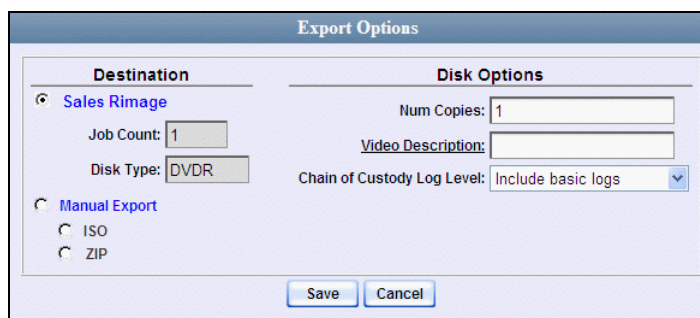 Export Options
Destination
Sales Rimage
Job Count: 1
Disk Type: DVDR
Manual Export
ISO
ZIP
Disk Options
Num Copies: 1
Video Description:
Chain of Custody Log Level: Include basic logs
Save Cancel